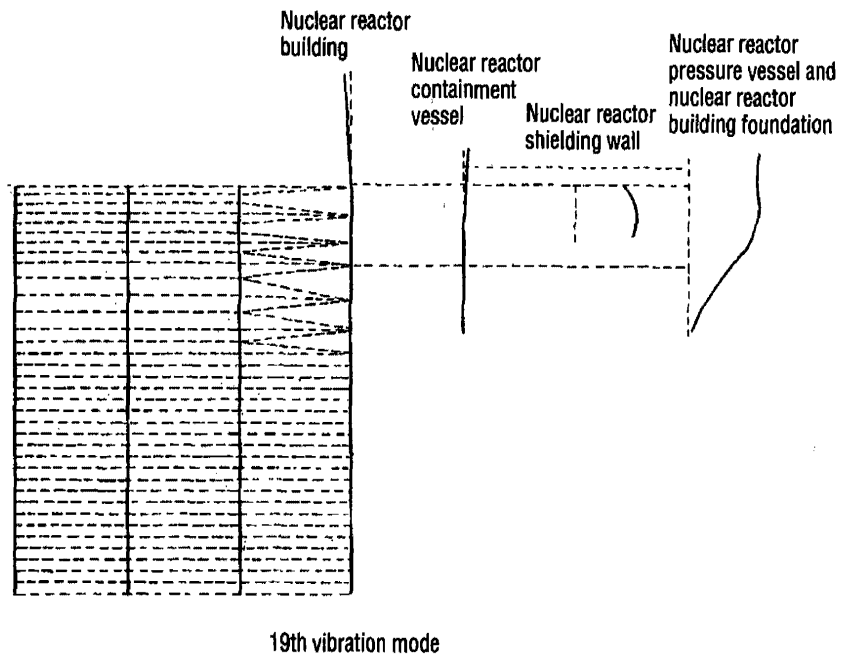 Nuclear reactor
building
Nuclear reactor
containment
vessel
Nuclear reactor
shielding wall
Nuclear reactor
pressure vessel and
nuclear reactor
building foundation
19th vibration mode